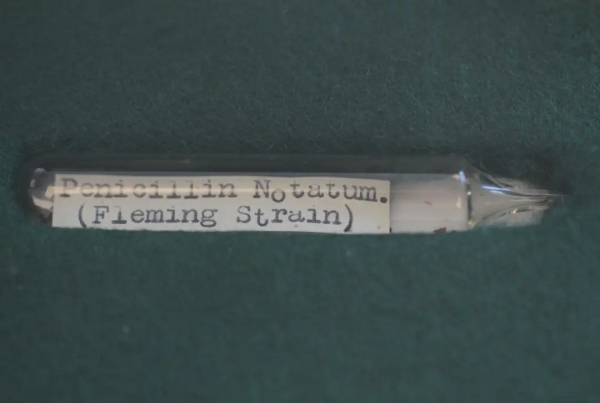 Penicillin Notatum.
(Fleming Strain)